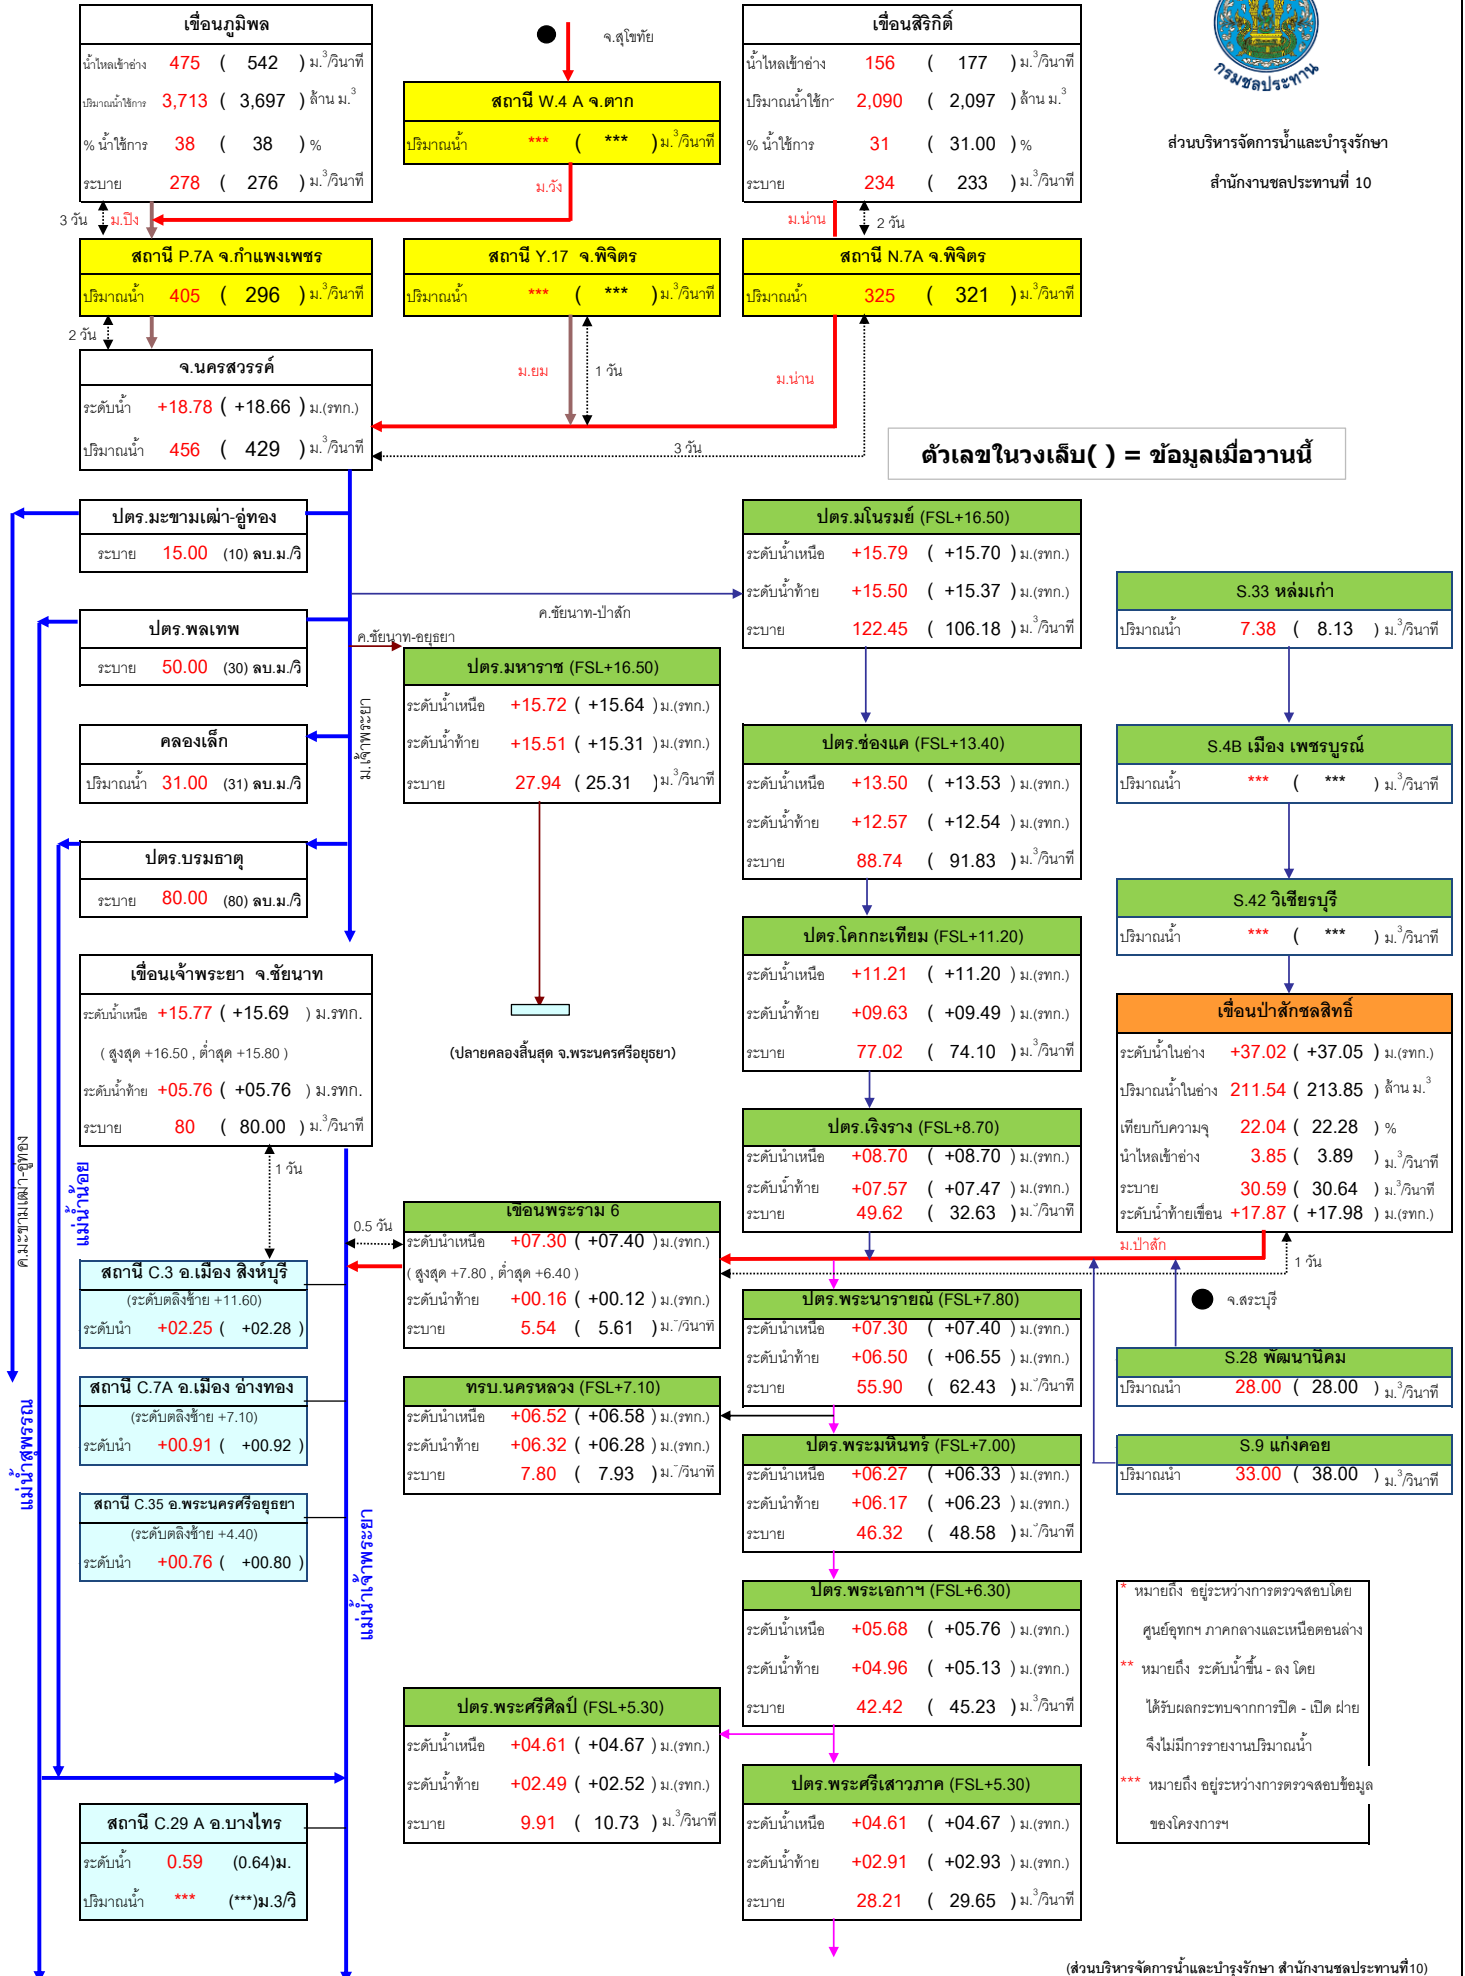 เขื่อนภูมิพล
น้ำไหลเข้าอ่าง 475 ( 542 ) ม.³/วินาที
ปริมาณน้ำใช้การ 3,713 ( 3,697 ) ล้าน ม.³
% น้ำใช้การ 38 ( 38 ) %
ระบาย 278 ( 276 ) ม.³/วินาที
จ.สุโขทัย
สถานี W.4 A จ.ตาก
ปริมาณน้ำ *** ( *** ) ม.³/วินาที
เขื่อนสิริกิติ์
น้ำไหลเข้าอ่าง 156 ( 177 ) ม.³/วินาที
ปริมาณน้ำใช้กา 2,090 ( 2,097 ) ล้าน ม.³
% น้ำใช้การ 31 ( 31.00 ) %
ระบาย 234 ( 233 ) ม.³/วินาที
กรมชลประทาน
ส่วนบริหารจัดการน้ำและบำรุงรักษา
สำนักงานชลประทานที่ 10
3 วัน ม.ปิง
ม.วัง
ม.น่าน 2 วัน
สถานี P.7A จ.กำแพงเพชร
ปริมาณน้ำ 405 ( 296 ) ม.³/วินาที
สถานี Y.17 จ.พิจิตร
ปริมาณน้ำ *** ( *** ) ม.³/วินาที
สถานี N.7A จ.พิจิตร
ปริมาณน้ำ 325 ( 321 ) ม.³/วินาที
2 วัน
ม.ยม 1 วัน
ม.น่าน
จ.นครสวรรค์
ระดับน้ำ +18.78 ( +18.66 ) ม.(รทก.)
ปริมาณน้ำ 456 ( 429 ) ม.³/วินาที
3 วัน
ตัวเลขในวงเล็บ( ) = ข้อมูลเมื่อวานนี้
ปตร.มะขามเฒ่า-อู่ทอง
ระบาย 15.00 (10) ลบ.ม./วิ
ปตร.พลเทพ
ระบาย 50.00 (30) ลบ.ม./วิ
คลองเล็ก
ปริมาณน้ำ 31.00 (31) ลบ.ม./วิ
ปตร.บรมธาตุ
ระบาย 80.00 (80) ลบ.ม./วิ
ม.เจ้าพระยา
ค.ชัยนาท-ป่าสัก
ค.ชัยนาท-อยุธยา
ปตร.มหาราช (FSL+16.50)
ระดับน้ำเหนือ +15.72 ( +15.64 ) ม.(รทก.)
ระดับน้ำท้าย +15.51 ( +15.31 ) ม.(รทก.)
ระบาย 27.94 ( 25.31 ) ม.³/วินาที
(ปลายคลองสิ้นสุด จ.พระนครศรีอยุธยา)
ปตร.มโนรมย์ (FSL+16.50)
ระดับน้ำเหนือ +15.79 ( +15.70 ) ม.(รทก.)
ระดับน้ำท้าย +15.50 ( +15.37 ) ม.(รทก.)
ระบาย 122.45 ( 106.18 ) ม.³/วินาที
ปตร.ช่องแค (FSL+13.40)
ระดับน้ำเหนือ +13.50 ( +13.53 ) ม.(รทก.)
ระดับน้ำท้าย +12.57 ( +12.54 ) ม.(รทก.)
ระบาย 88.74 ( 91.83 ) ม.³/วินาที
ปตร.โคกกะเทียม (FSL+11.20)
ระดับน้ำเหนือ +11.21 ( +11.20 ) ม.(รทก.)
ระดับน้ำท้าย +09.63 ( +09.49 ) ม.(รทก.)
ระบาย 77.02 ( 74.10 ) ม.³/วินาที
ปตร.เริงราง (FSL+8.70)
ระดับน้ำเหนือ +08.70 ( +08.70 ) ม.(รทก.)
ระดับน้ำท้าย +07.57 ( +07.47 ) ม.(รทก.)
ระบาย 49.62 ( 32.63 ) ม.³/วินาที
S.33 หล่มเก่า
ปริมาณน้ำ 7.38 ( 8.13 ) ม.³/วินาที
S.4B เมือง เพชรบูรณ์
ปริมาณน้ำ *** ( *** ) ม.³/วินาที
S.42 วิเชียรบุรี
ปริมาณน้ำ *** ( *** ) ม.³/วินาที
เขื่อนป่าสักชลสิทธิ์
ระดับน้ำในอ่าง +37.02 ( +37.05 ) ม.(รทก.)
ปริมาณน้ำในอ่าง 211.54 ( 213.85 ) ล้าน ม.³
เทียบกับความจุ 22.04 ( 22.28 ) %
น้ำไหลเข้าอ่าง 3.85 ( 3.89 ) ม.³/วินาที
ระบาย 30.59 ( 30.64 ) ม.³/วินาที
ระดับน้ำท้ายเขื่อน +17.87 ( +17.98 ) ม.(รทก.)
ม.ป่าสัก
1 วัน
จ.สระบุรี
เขื่อนเจ้าพระยา จ.ชัยนาท
ระดับน้ำเหนือ +15.77 ( +15.69 ) ม.รทก.
( สูงสุด +16.50 , ต่ำสุด +15.80 )
ระดับน้ำท้าย +05.76 ( +05.76 ) ม.รทก.
ระบาย 80 ( 80.00 ) ม.³/วินาที
1 วัน
0.5 วัน
ค.มะขามเฒ่า-อู่ทอง
แม่น้ำน้อย
แม่น้ำสุพรรณ
แม่น้ำเจ้าพระยา
เขื่อนพระราม 6
ระดับน้ำเหนือ +07.30 ( +07.40 ) ม.(รทก.)
( สูงสุด +7.80 , ต่ำสุด +6.40 )
ระดับน้ำท้าย +00.16 ( +00.12 ) ม.(รทก.)
ระบาย 5.54 ( 5.61 ) ม.³/วินาที
สถานี C.3 อ.เมือง สิงห์บุรี
(ระดับตลิ่งซ้าย +11.60)
ระดับน้ำ +02.25 ( +02.28 )
สถานี C.7A อ.เมือง อ่างทอง
(ระดับตลิ่งซ้าย +7.10)
ระดับน้ำ +00.91 ( +00.92 )
สถานี C.35 อ.พระนครศรีอยุธยา
(ระดับตลิ่งซ้าย +4.40)
ระดับน้ำ +00.76 ( +00.80 )
ทรบ.นครหลวง (FSL+7.10)
ระดับน้ำเหนือ +06.52 ( +06.58 ) ม.(รทก.)
ระดับน้ำท้าย +06.32 ( +06.28 ) ม.(รทก.)
ระบาย 7.80 ( 7.93 ) ม.³/วินาที
ปตร.พระนารายณ์ (FSL+7.80)
ระดับน้ำเหนือ +07.30 ( +07.40 ) ม.(รทก.)
ระดับน้ำท้าย +06.50 ( +06.55 ) ม.(รทก.)
ระบาย 55.90 ( 62.43 ) ม.³/วินาที
ปตร.พระมหินทร์ (FSL+7.00)
ระดับน้ำเหนือ +06.27 ( +06.33 ) ม.(รทก.)
ระดับน้ำท้าย +06.17 ( +06.23 ) ม.(รทก.)
ระบาย 46.32 ( 48.58 ) ม.³/วินาที
S.28 พัฒนานิคม
ปริมาณน้ำ 28.00 ( 28.00 ) ม.³/วินาที
S.9 แก่งคอย
ปริมาณน้ำ 33.00 ( 38.00 ) ม.³/วินาที
ปตร.พระเอกาฯ (FSL+6.30)
ระดับน้ำเหนือ +05.68 ( +05.76 ) ม.(รทก.)
ระดับน้ำท้าย +04.96 ( +05.13 ) ม.(รทก.)
ระบาย 42.42 ( 45.23 ) ม.³/วินาที
ปตร.พระศรีศิลป์ (FSL+5.30)
ระดับน้ำเหนือ +04.61 ( +04.67 ) ม.(รทก.)
ระดับน้ำท้าย +02.49 ( +02.52 ) ม.(รทก.)
ระบาย 9.91 ( 10.73 ) ม.³/วินาที
ปตร.พระศรีเสาวภาค (FSL+5.30)
ระดับน้ำเหนือ +04.61 ( +04.67 ) ม.(รทก.)
ระดับน้ำท้าย +02.91 ( +02.93 ) ม.(รทก.)
ระบาย 28.21 ( 29.65 ) ม.³/วินาที
* หมายถึง อยู่ระหว่างการตรวจสอบโดย
ศูนย์อุทกฯ ภาคกลางและเหนือตอนล่าง
** หมายถึง ระดับน้ำขึ้น - ลง โดย
ได้รับผลกระทบจากการปิด - เปิด ฝาย
จึงไม่มีการรายงานปริมาณน้ำ
*** หมายถึง อยู่ระหว่างการตรวจสอบข้อมูล
ของโครงการฯ
สถานี C.29 A อ.บางไทร
ระดับน้ำ 0.59 (0.64)ม.
ปริมาณน้ำ *** (***)ม.3/วิ
(ส่วนบริหารจัดการน้ำและบำรุงรักษา สำนักงานชลประทานที่10)